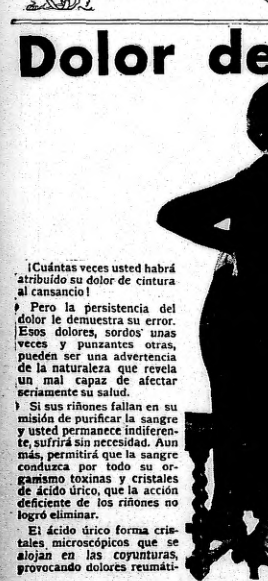 Dolor de
¡Cuántas veces usted habrá
atribuído su dolor de cintura
al cansancio!
Pero la persistencia del
dolor le demuestra su error.
Esos dolores, sordos unas
veces y punzantes otras,
pueden ser una advertencia
de la naturaleza que revela
un mal capaz de afectar
seriamente su salud.
Si sus riñones fallan en su
misión de purificar la sangre
y usted permanece indiferen-
te, sufrirá sin necesidad. Aun
más, permitirá que la sangre
conduzca por todo su or-
ganismo toxinas y cristales
de ácido úrico, que la acción
deficiente de los riñones no
logró eliminar.
El ácido úrico forma cris-
tales microscópicos que se
alojan en las coyunturas,
provocando dolores reumáti-